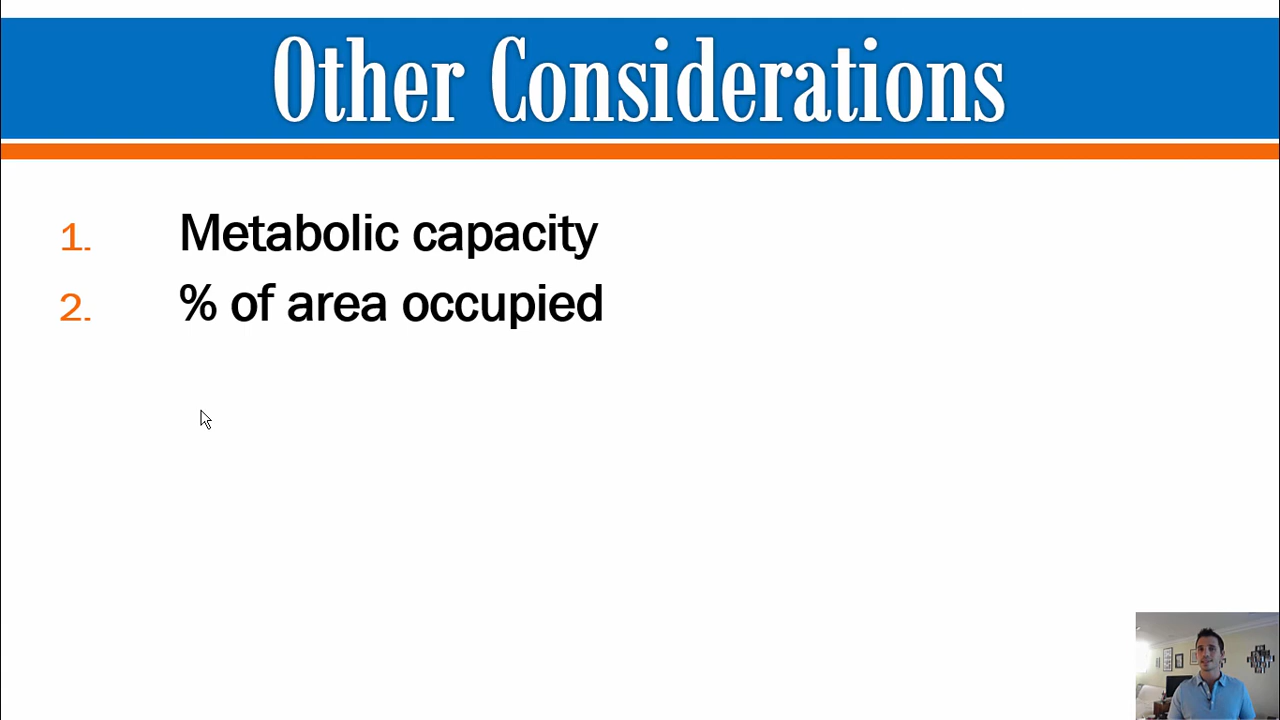 Other Considerations
1. Metabolic capacity
2. % of area occupied